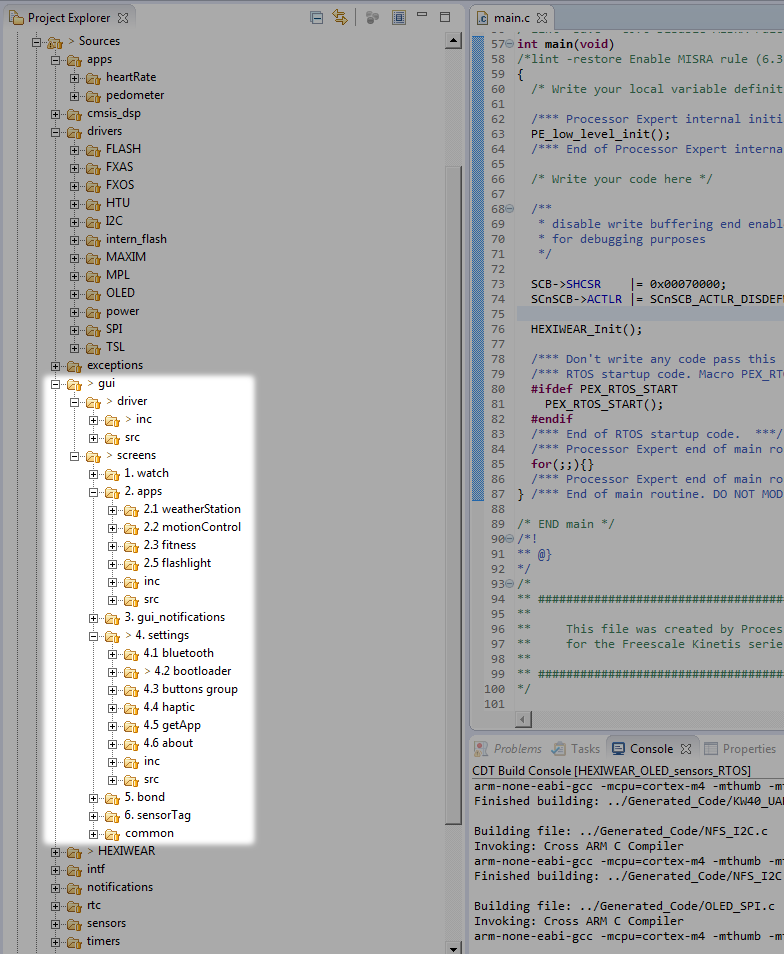 Project Explorer
> Sources
apps
heartRate
pedometer
cmsis_dsp
drivers
FLASH
FXAS
FXOS
HTU
I2C
intern_flash
MAXIM
MPL
OLED
power
SPI
TSL
exceptions
> gui
> driver
> inc
src
> screens
1. watch
2. apps
2.1 weatherStation
2.2 motionControl
2.3 fitness
2.5 flashlight
inc
src
3. gui_notifications
> 4. settings
4.1 bluetooth
> 4.2 bootloader
4.3 buttons group
4.4 haptic
4.5 getApp
4.6 about
inc
src
5. bond
6. sensorTag
common
> HEXIWEAR
intf
notifications
rtc
sensors
timers
main.c
57 int main(void)
58 /*lint -restore Enable MISRA rule (6.3
59 {
60 /* Write your local variable definit
61
62 /*** Processor Expert internal initi
63 PE_low_level_init();
64 /*** End of Processor Expert interna
65
66 /* Write your code here */
67
68 /**
69 * disable write buffering end enable
70 * for debugging purposes
71 */
72
73 SCB->SHCSR |= 0x00070000;
74 SCnSCB->ACTLR |= SCnSCB_ACTLR_DISDEF
75
76 HEXIWEAR_Init();
77
78 /*** Don't write any code pass this
79 /*** RTOS startup code. Macro PEX_RTO
80 #ifdef PEX_RTOS_START
81 PEX_RTOS_START();
82 #endif
83 /*** End of RTOS startup code. ***/
84 /*** Processor Expert end of main ro
85 for(;;){}
86 /*** Processor Expert end of main ro
87 } /*** End of main routine. DO NOT MOD
88
89 /* END main */
90 /*!
91 ** @}
92 */
93 /*
94 ** ###################################
95 **
96 ** This file was created by Proces
97 ** for the Freescale Kinetis serie
98 **
99 ** ###################################
100 */
101
Problems Tasks Console Properties
CDT Build Console [HEXIWEAR_OLED_sensors_RTOS]
arm-none-eabi-gcc -mcpu=cortex-m4 -mthumb -m
Finished building: ../Generated_Code/KW40_UA
Building file: ../Generated_Code/NFS_I2C.c
Invoking: Cross ARM C Compiler
arm-none-eabi-gcc -mcpu=cortex-m4 -mthumb -m
Finished building: ../Generated_Code/NFS_I2C
Building file: ../Generated_Code/OLED_SPI.c
Invoking: Cross ARM C Compiler
arm-none-eabi-gcc -mcpu=cortex-m4 -mthumb -mt